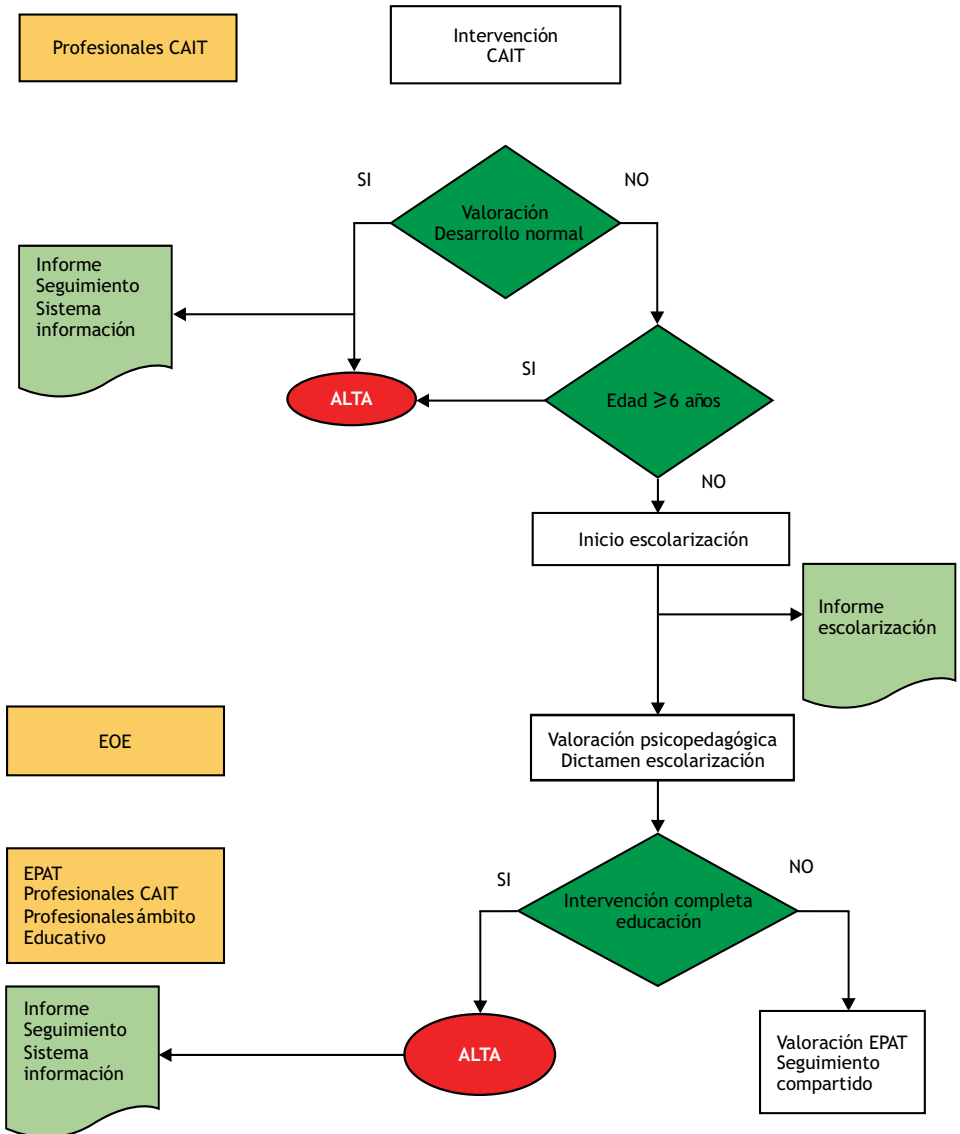 Profesionales CAIT
Intervención
CAIT
SI
NO
Valoración
Desarrollo normal
Informe
Seguimiento
Sistema
información
SI
ALTA
Edad ⩾6 años
NO
Inicio escolarización
Informe
escolarización
EOE
Valoración psicopedagógica
Dictamen escolarización
EPAT
Profesionales CAIT
Profesionales ámbito
Educativo
SI
NO
Intervención completa
educación
Informe
Seguimiento
Sistema
información
ALTA
Valoración EPAT
Seguimiento
compartido